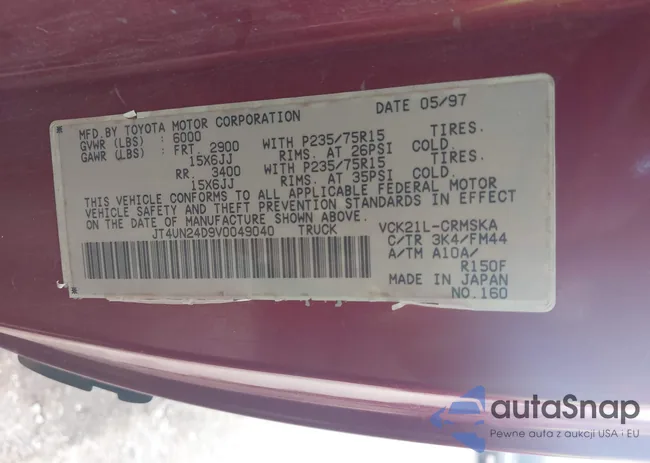 MFD.BY TOYOTA MOTOR CORPORATION DATE 05/97
GVWR (LBS) : 6000
GAWR (LBS) : FRT. 2900 WITH P235/75R15 TIRES.
15X6JJ RIMS. AT 26PSI COLD.
RR. 3400 WITH P235/75R15 TIRES.
15X6JJ RIMS. AT 35PSI COLD.
THIS VEHICLE CONFORMS TO ALL APPLICABLE FEDERAL MOTOR
VEHICLE SAFETY AND THEFT PREVENTION STANDARDS IN EFFECT
ON THE DATE OF MANUFACTURE SHOWN ABOVE.
JT4UN24D9V0049040 TRUCK VCK21L-CRMSKA
C/TR 3K4/FM44
A/TM A10A/
R150F
MADE IN JAPAN
NO.160
autaSnap
Pewne auta z aukcji USA i EU